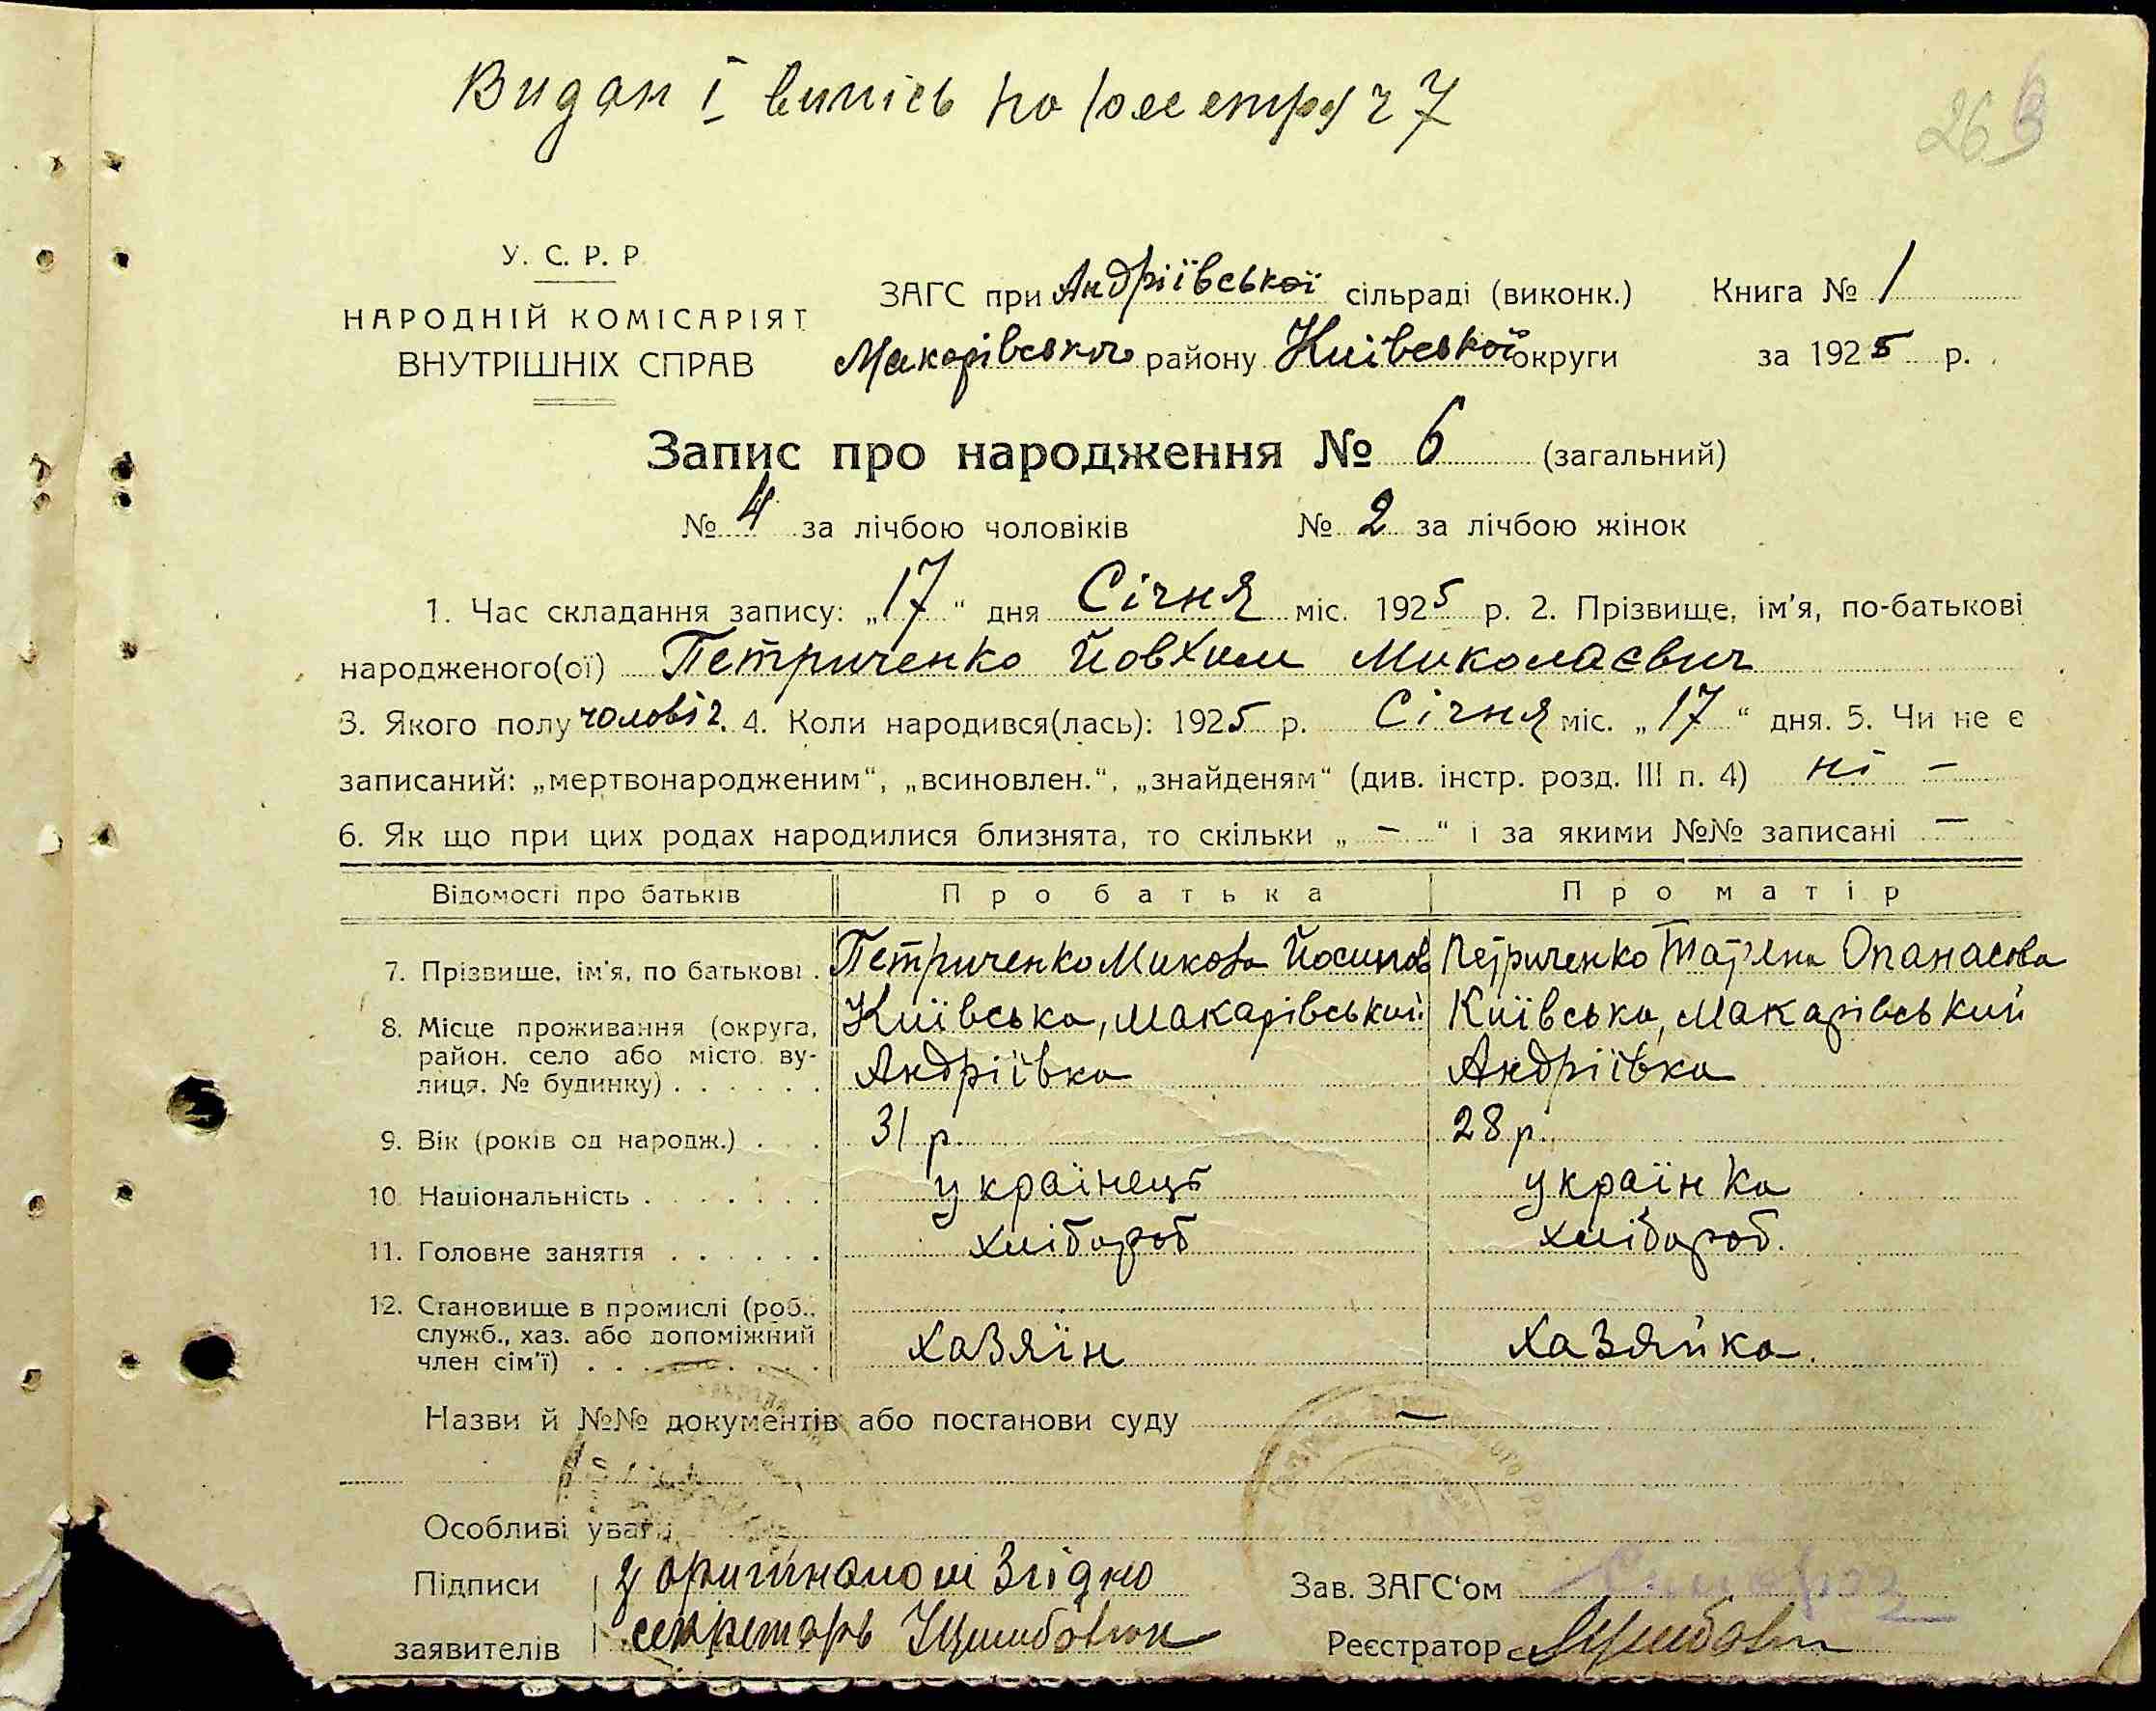 Видан І випісь по реєстру ч 7
263
У. С. Р. Р.
НАРОДНІЙ КОМІСАРІЯТ
ВНУТРІШНІХ СПРАВ
ЗАГС при Андріївської сільраді (виконк.)
Макарівського району Київської округи
Книга № 1
за 1925 р.
Запис про народження № 6 (загальний)
№ 4 за лічбою чоловіків № 2 за лічбою жінок
1. Час складання запису: „17“ дня Січня міс. 1925 р. 2. Прізвище, ім'я, по-батькові
народженого(ої) Петриченко Йовхим Миколаєвич
3. Якого полу чоловіч. 4. Коли народився(лась): 1925 р. Січня міс. „17“ дня. 5. Чи не є
записаний: „мертвонародженим“, „всиновлен.“, „знайденям“ (див. інстр. розд. III п. 4) ні –
6. Як що при цих родах народилися близнята, то скільки „ – “ і за якими №№ записані –
Відомості про батьків Про батька Про матір
7. Прізвище, ім'я, по батькові . Петриченко Микола Йосипов Петриченко Тат'яна Опанасова
8. Місце проживання (округа, Київська, Макарівський Київська, Макарівський
район, село або місто, ву-
лиця, № будинку) . . . . . . Андріївка Андріївка
9. Вік (років од народж.) . . . 31 р. 28 р.
10. Національність . . . . . . . українець українка
11. Головне заняття . . . . . . хлібороб хлібороб.
12. Становище в промислі (роб.,
служб., хаз. або допоміжний
член сім'ї) . . . . . . . . . хазяїн хазяйка.
Назви й №№ документів або постанови суду –
Особливі уваги
Підписи З оригіналом згідно
заявителів секретарь
Зав. ЗАГС'ом
Реєстратор